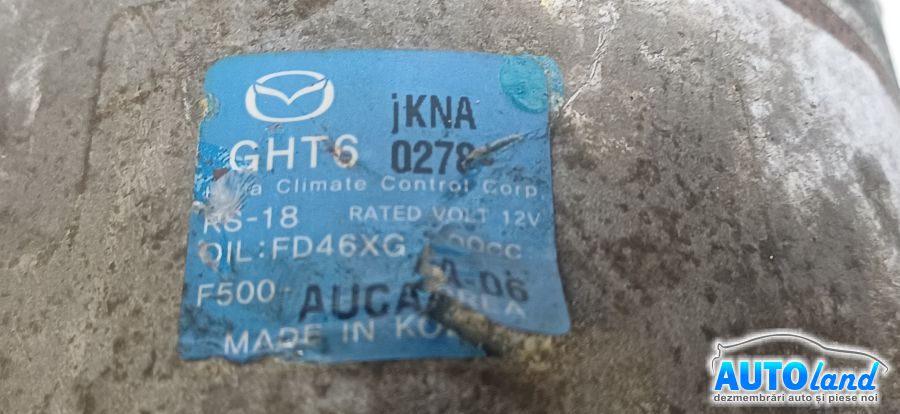 jKNA
GHT6 0278
Climate Control Corp
RS-18 RATED VOLT 12V
OIL: FD46XG
F500- AUCA A-06
MADE IN
AUTOland
dezmembrări auto și piese noi